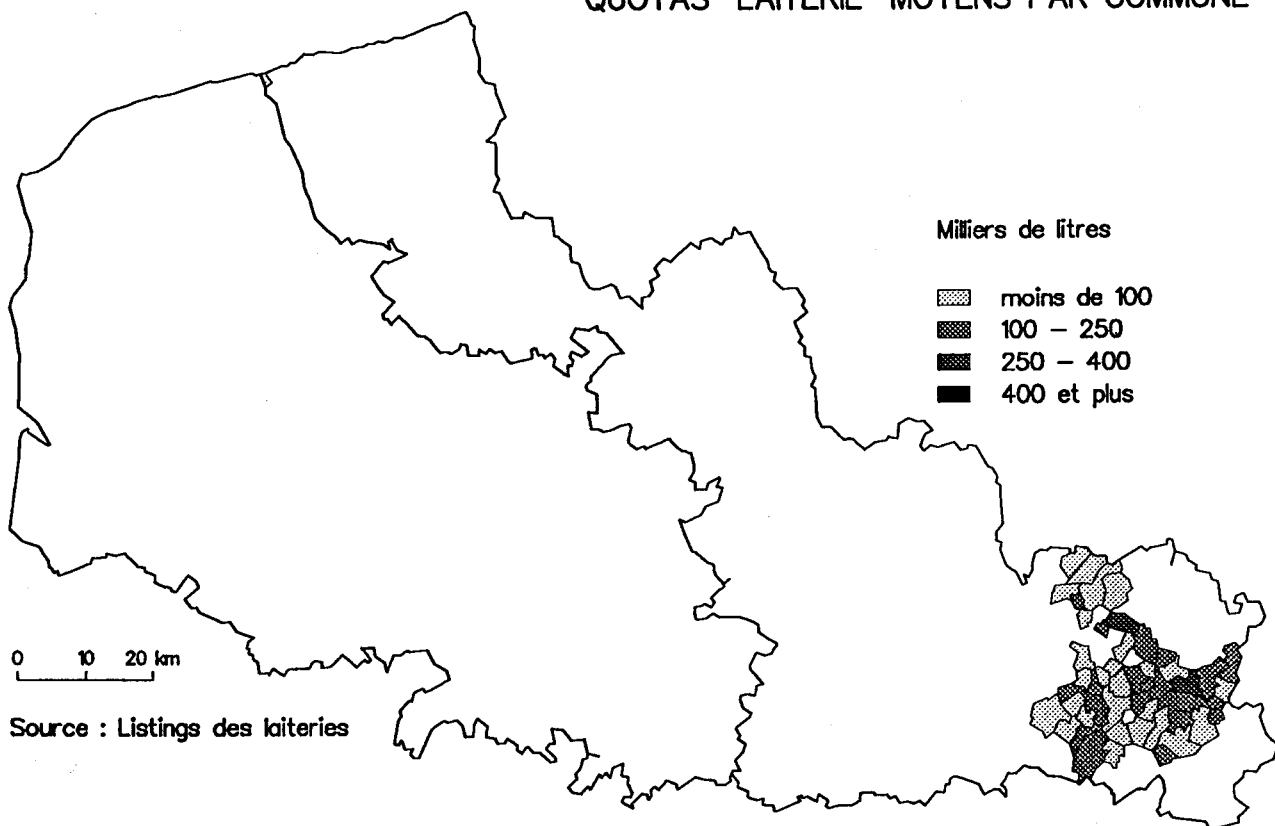 QUOTAS "LAITERIE" MOYENS PAR COMMUNE
Milliers de litres
moins de 100
100 – 250
250 – 400
400 et plus
0 10 20 km
Source : Listings des laiteries